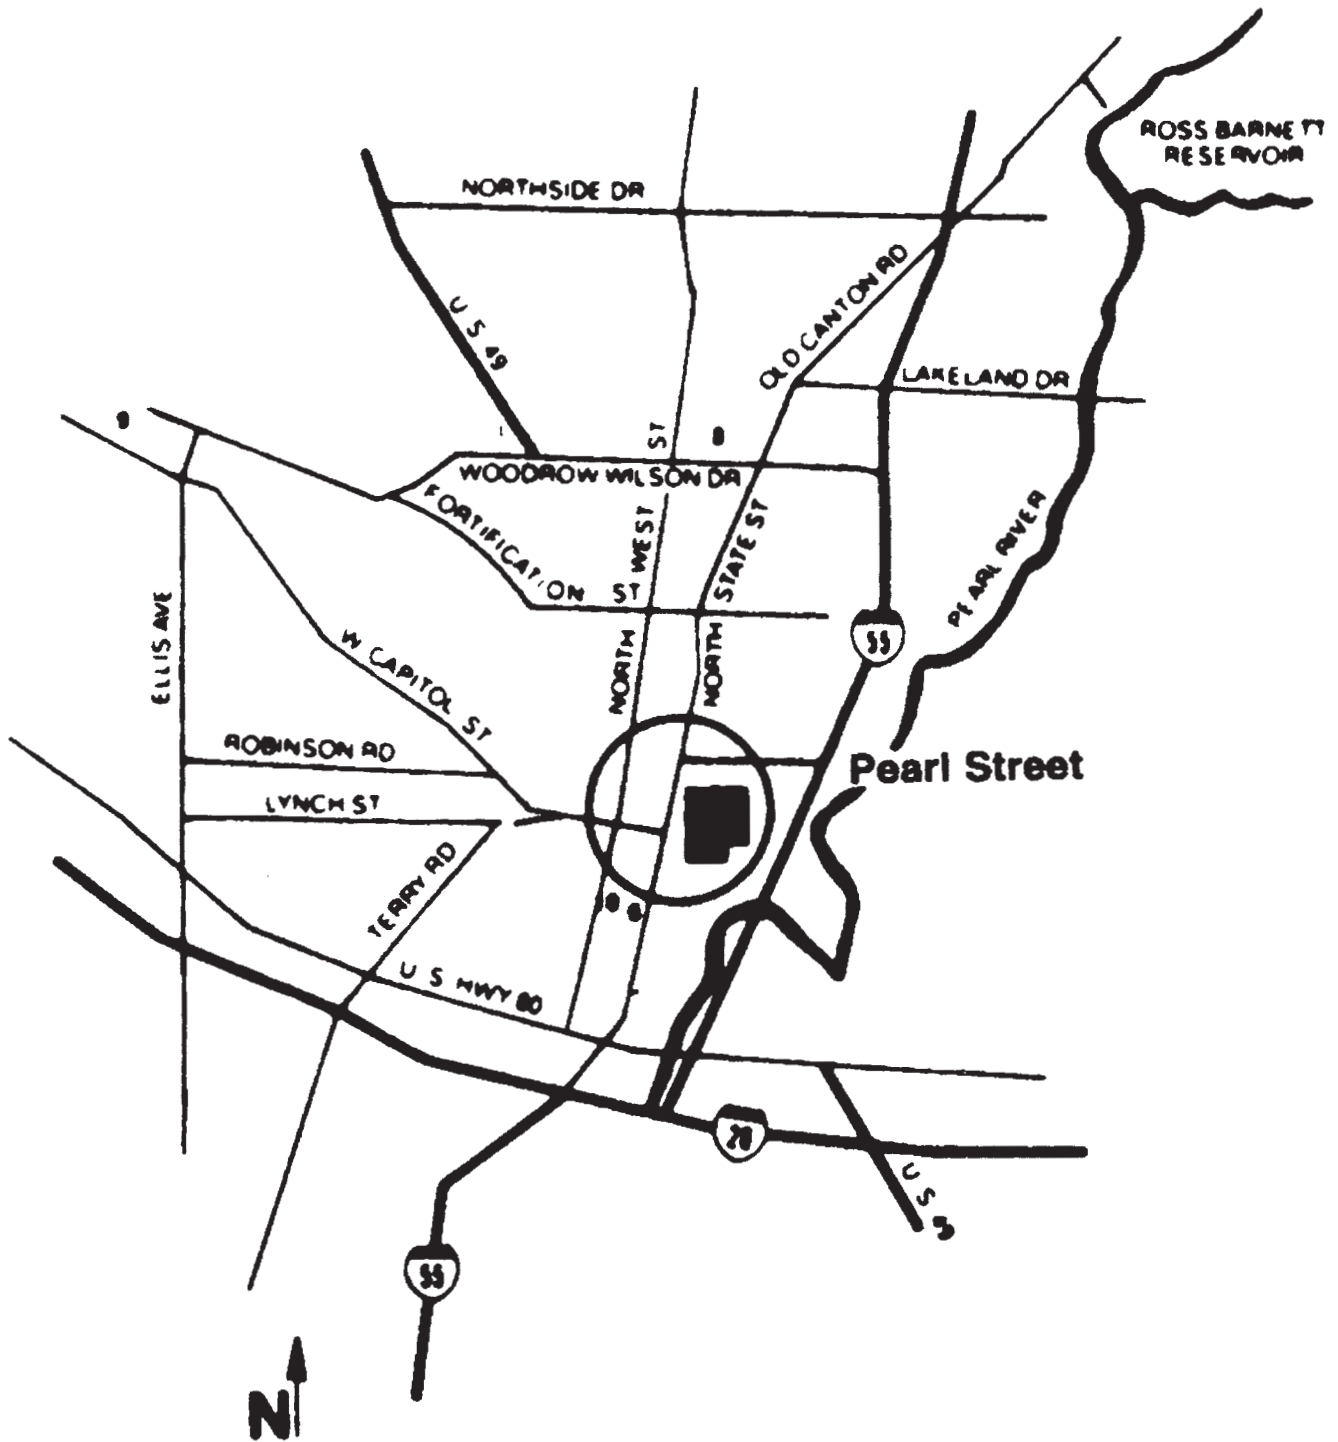 ROSS BARNETT
RESERVOIR
NORTHSIDE DR
OLD CANTON RD
U S 49
LAKELAND DR
WOODROW WILSON DR
FORTIFICATION ST
NORTH WEST ST
NORTH STATE ST
PEARL RIVER
ELLIS AVE
55
W CAPITOL ST
ROBINSON RD
Pearl Street
LYNCH ST
TERRY RD
U S HWY 80
20
U S
55
N